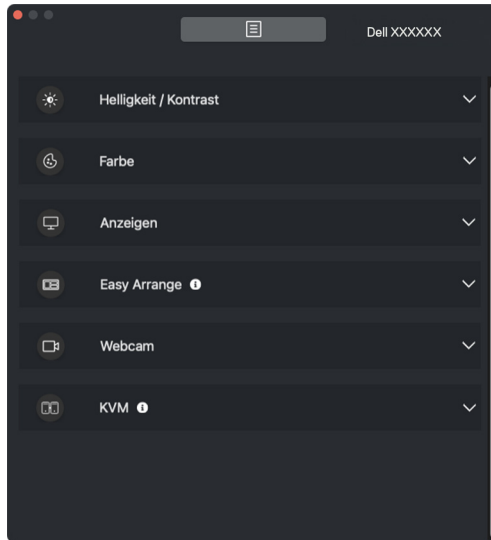 Dell XXXXXX
Helligkeit / Kontrast
Farbe
Anzeigen
Easy Arrange
Webcam
KVM